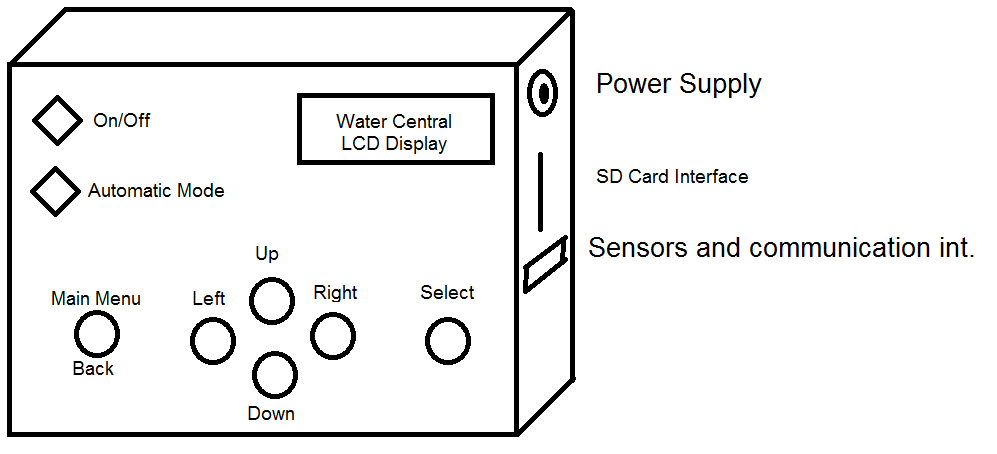 Power Supply
On/Off
Water Central
LCD Display
SD Card Interface
Automatic Mode
Sensors and communication int.
Up
Main Menu
Left
Right
Select
Back
Down